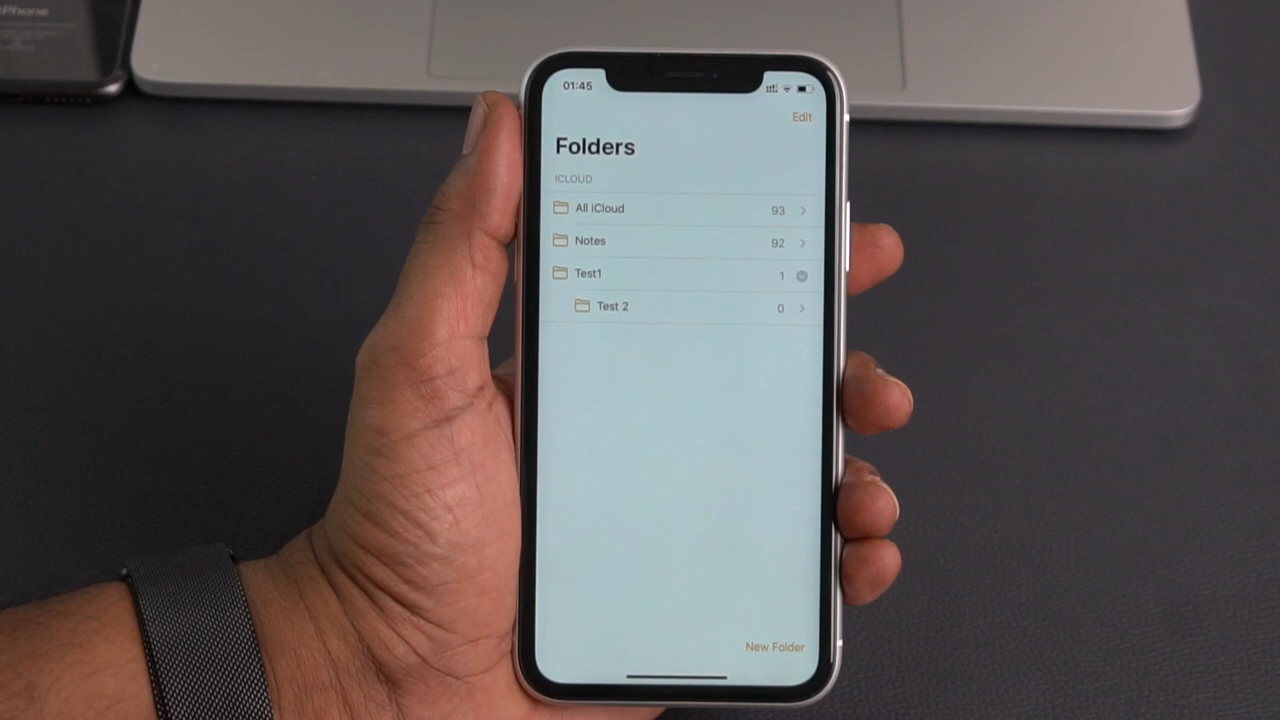 iPhone
01:45
Edit
Folders
ICLOUD
All iCloud 93
Notes 92
Test1 1
Test 2 0
New Folder